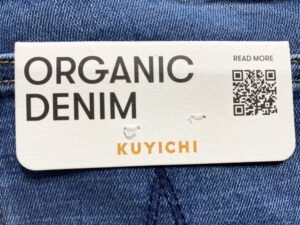 READ MORE
ORGANIC
DENIM
KUYICHI